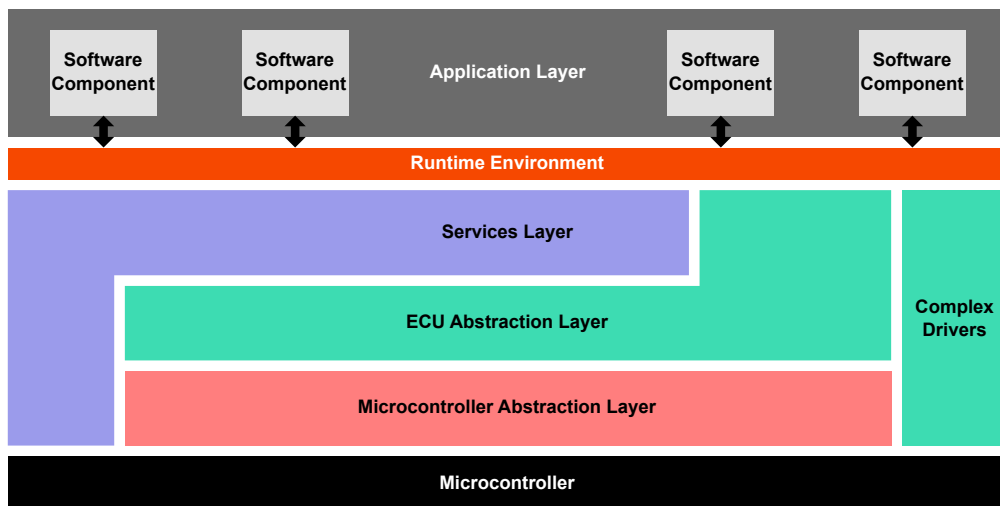 Software
Component
Software
Component
Application Layer
Software
Component
Software
Component
Runtime Environment
Services Layer
ECU Abstraction Layer
Complex
Drivers
Microcontroller Abstraction Layer
Microcontroller